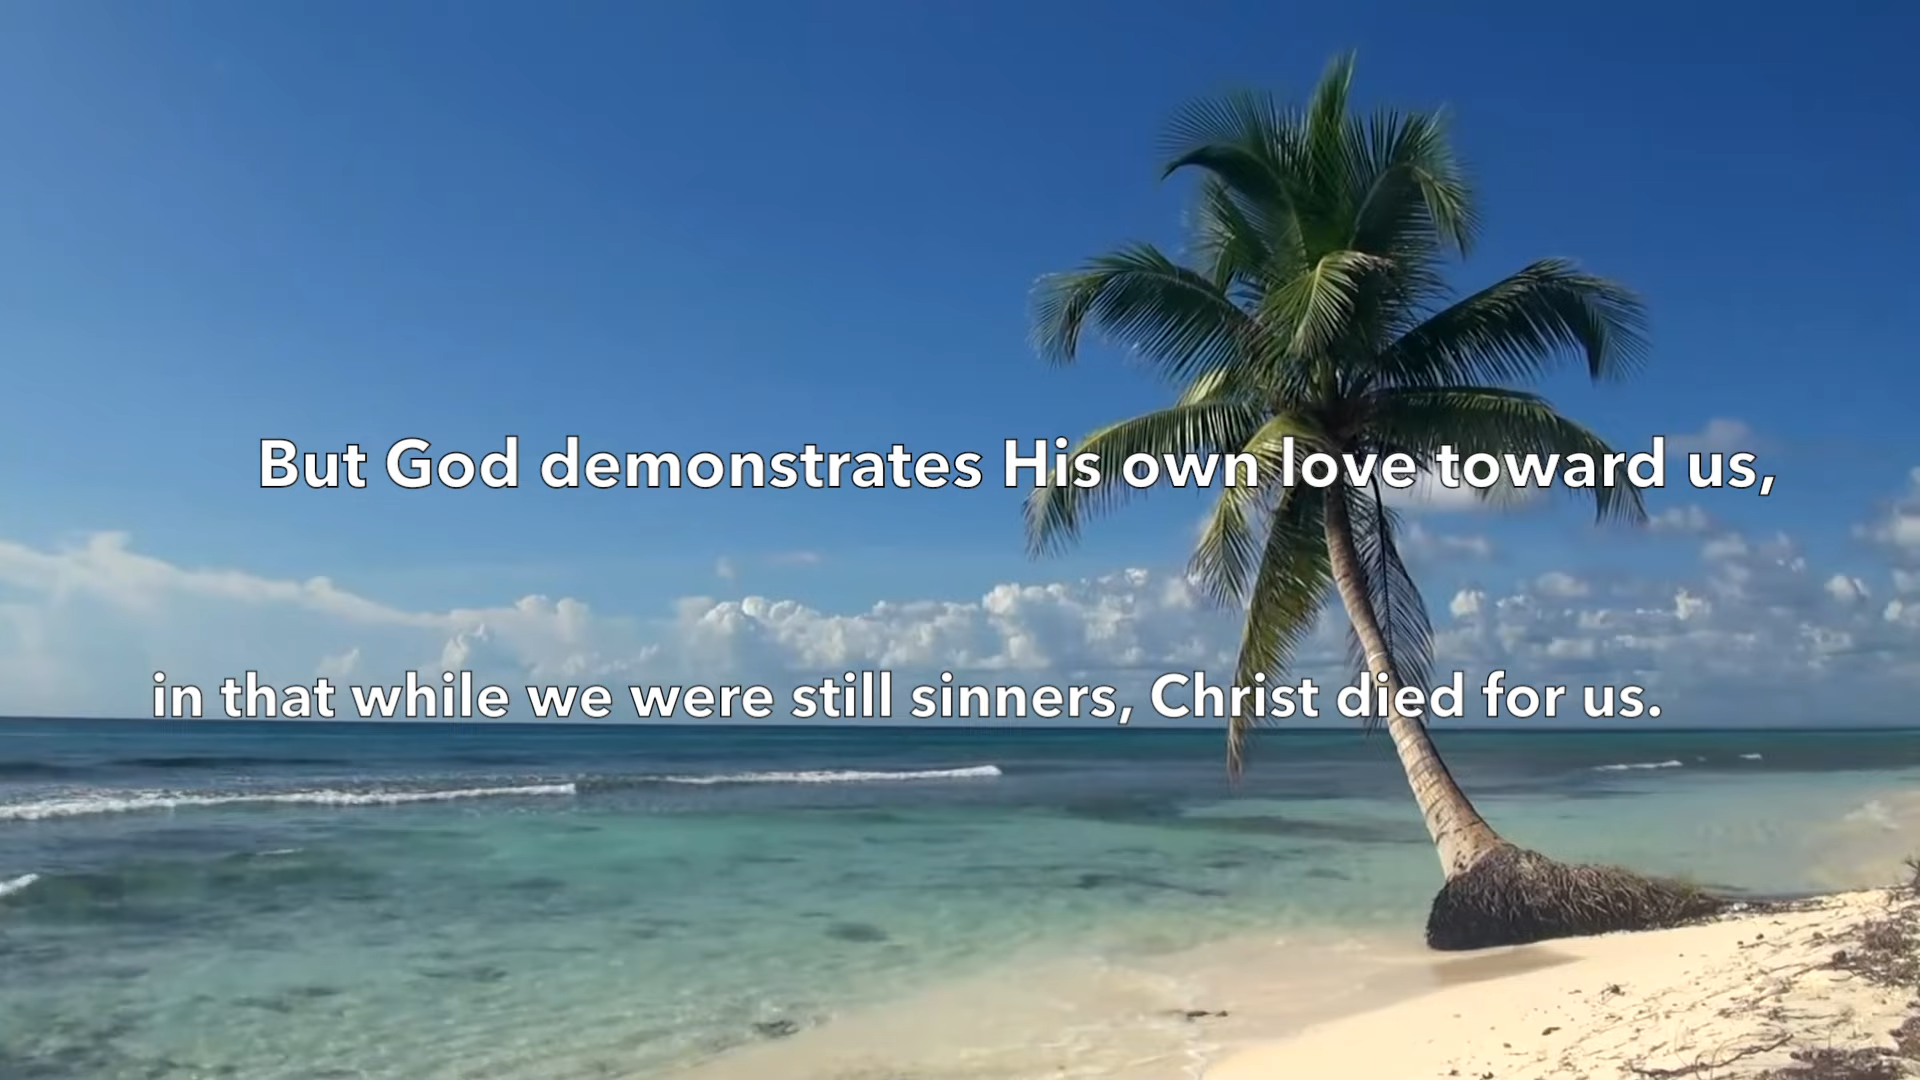 But God demonstrates His own love toward us,
in that while we were still sinners, Christ died for us.